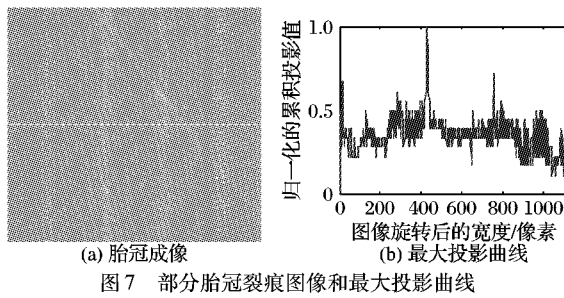 1.0
0.5
0
归一化的累积投影值
0 200 400 600 800 1000
图像旋转后的宽度/像素
(a) 胎冠成像
(b) 最大投影曲线
图 7 部分胎冠裂痕图像和最大投影曲线